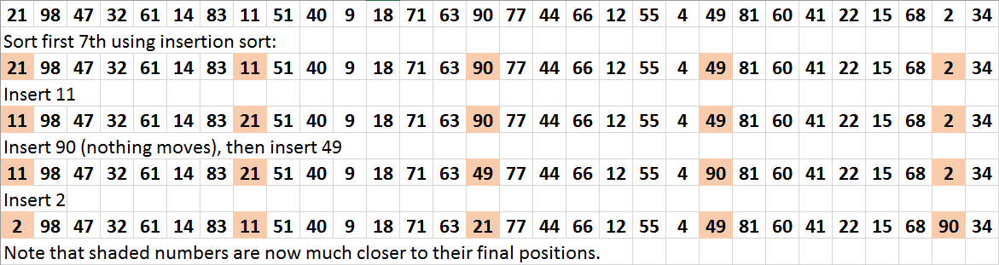 21 98 47 32 61 14 83 11 51 40 9 18 71 63 90 77 44 66 12 55 4 49 81 60 41 22 15 68 2 34
Sort first 7th using insertion sort:
21 98 47 32 61 14 83 11 51 40 9 18 71 63 90 77 44 66 12 55 4 49 81 60 41 22 15 68 2 34
Insert 11
11 98 47 32 61 14 83 21 51 40 9 18 71 63 90 77 44 66 12 55 4 49 81 60 41 22 15 68 2 34
Insert 90 (nothing moves), then insert 49
11 98 47 32 61 14 83 21 51 40 9 18 71 63 49 77 44 66 12 55 4 90 81 60 41 22 15 68 2 34
Insert 2
2 98 47 32 61 14 83 11 51 40 9 18 71 63 21 77 44 66 12 55 4 49 81 60 41 22 15 68 90 34
Note that shaded numbers are now much closer to their final positions.